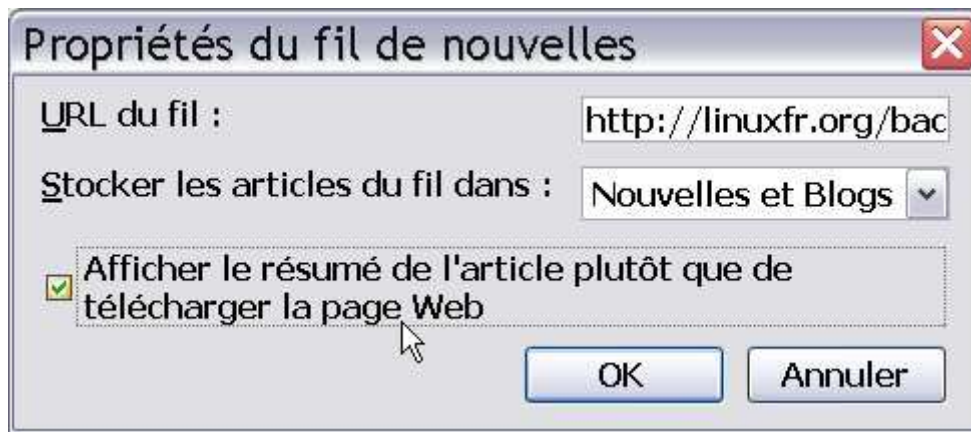 Propriétés du fil de nouvelles
URL du fil :
http://linuxfr.org/bac
Stocker les articles du fil dans :
Nouvelles et Blogs
Afficher le résumé de l'article plutôt que de
télécharger la page Web
OK
Annuler